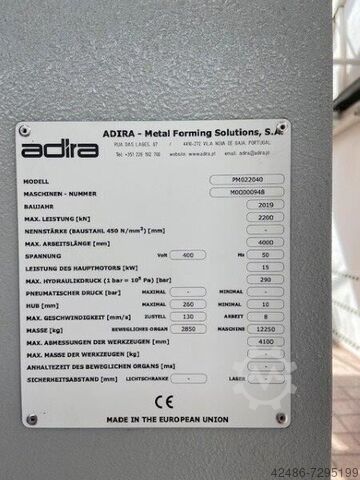 adira
ADIRA - Metal Forming Solutions, S.A.
RUA DAS LAGES, 67 / 4410-272 VILA NOVA DE GAIA, PORTUGAL
Tel: +351 226 192 700 website: www.adira.pt email: adira@adira.pt
MODELL PM022040
MASCHINEN - NUMMER M00000948
BAUJAHR 2019
MAX. LEISTUNG [kN] 2200
NENNSTÄRKE (BAUSTAHL 450 N/mm²) [mm] -
MAX. ARBEITSLÄNGE [mm] 4000
SPANNUNG Volt 400 Hz 50
LEISTUNG DES HAUPTMOTORS [kW] 15
MAX. HYDRAULIKDRUCK (1 bar = 10⁵ Pa) [bar] 290
PNEUMATISCHER DRUCK [bar] MAXIMAL - MINIMAL -
HUB [mm] MAXIMAL 260 MINIMAL 10
MAX. GESCHWINDIGKEIT [mm/s] ZUSTELL 130 ARBEIT 8
MASSE [kg] BEWEGLICHES ORGAN 2850 MASCHINE 12250
MAX. ABMESSUNGEN DER WERKZEUGEN [mm] 4100
MAX. MASSE DER WERKZEUGEN [kg] -
ANHALTEZEIT DES BEWEGLICHEN ORGANS [ms] -
SICHERHEITSABSTAND [mm] LICHTSCHRANKE - LASER -
CE
MADE IN THE EUROPEAN UNION
42486-7295199